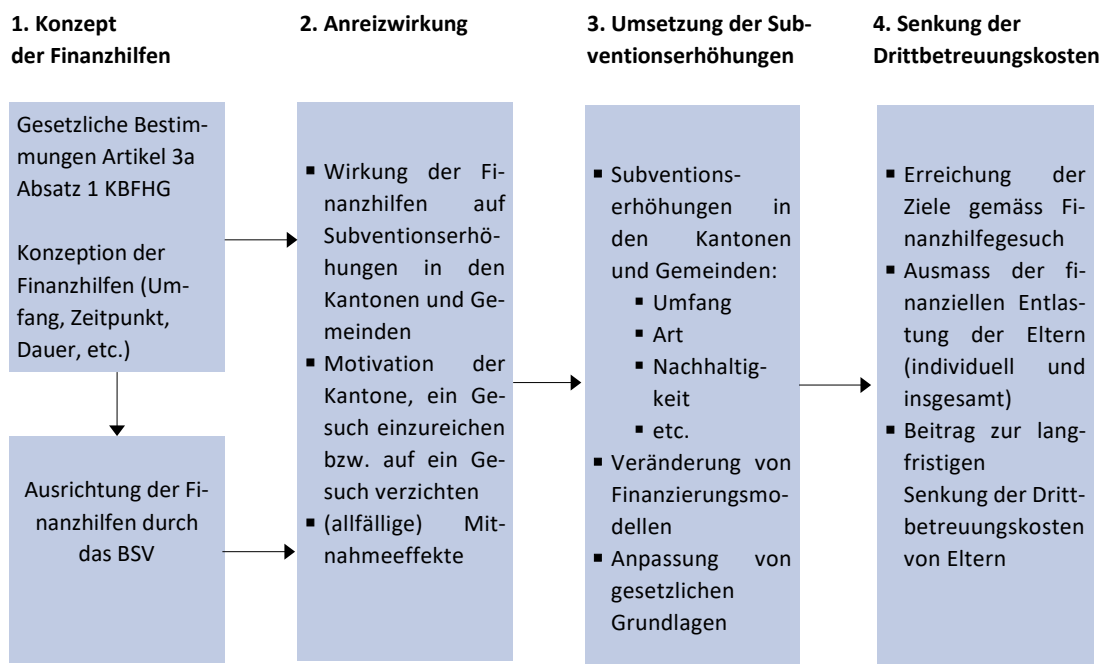 1. Konzept
der Finanzhilfen
Gesetzliche Bestim-
mungen Artikel 3a
Absatz 1 KBFHG
Konzeption der
Finanzhilfen (Um-
fang, Zeitpunkt,
Dauer, etc.)
Ausrichtung der Fi-
nanzhilfen durch
das BSV
2. Anreizwirkung
▪ Wirkung der Fi-
nanzhilfen auf
Subventionserhö-
hungen in den
Kantonen und Ge-
meinden
▪ Motivation der
Kantone, ein Ge-
such einzureichen
bzw. auf ein Ge-
such verzichten
▪ (allfällige) Mit-
nahmeeffekte
3. Umsetzung der Sub-
ventionserhöhungen
▪ Subventions-
erhöhungen in
den Kantonen
und Gemeinden:
▪ Umfang
▪ Art
▪ Nachhaltig-
keit
▪ etc.
▪ Veränderung von
Finanzierungsmo-
dellen
▪ Anpassung von
gesetzlichen
Grundlagen
4. Senkung der
Drittbetreuungskosten
▪ Erreichung der
Ziele gemäss Fi-
nanzhilfegesuch
▪ Ausmass der fi-
nanziellen Entlas-
tung der Eltern
(individuell und
insgesamt)
▪ Beitrag zur lang-
fristigen
Senkung der Dritt-
betreuungskosten
von Eltern